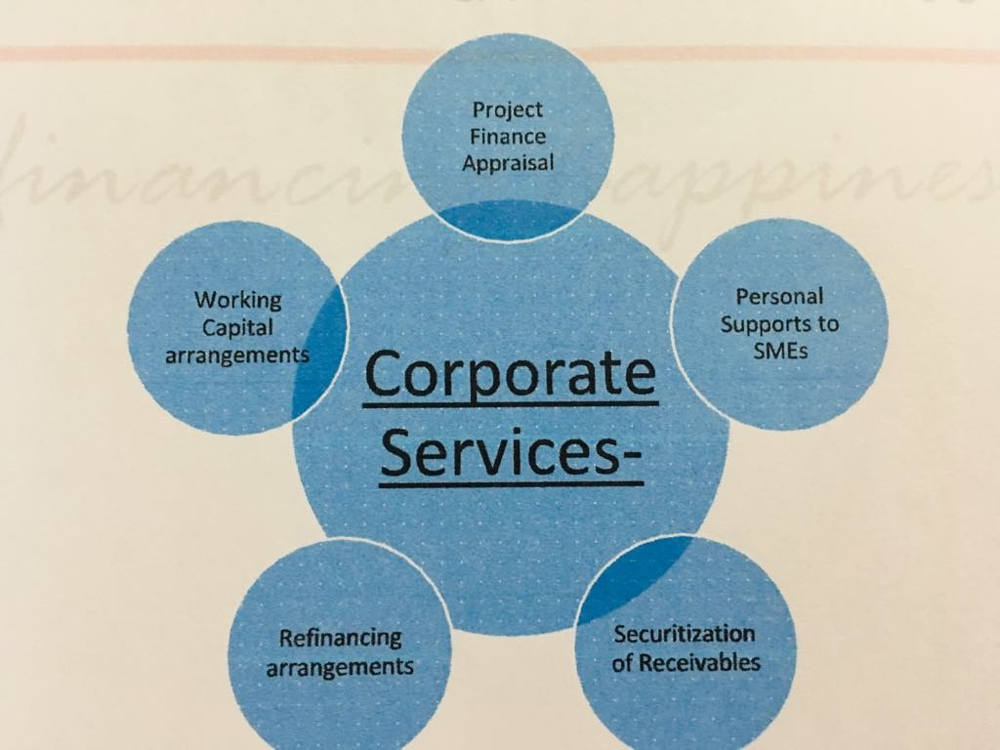 Project
Finance
Appraisal
Personal
Supports to
SMEs
Securitization
of Receivables
Refinancing
arrangements
Working
Capital
arrangements
Corporate
Services-